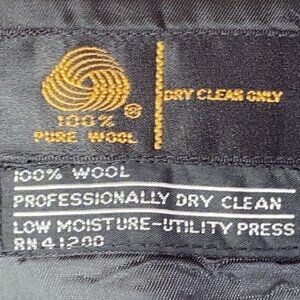 DRY CLEAN ONLY
100%
PURE WOOL
100% WOOL
PROFESSIONALLY DRY CLEAN
LOW MOISTURE-UTILITY PRESS
RN 41200